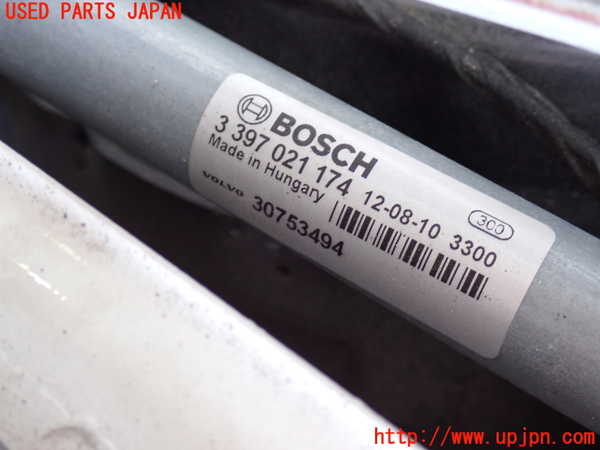 USED PARTS JAPAN
BOSCH
3 397 021 174 12-08-10 3300
300
Made in Hungary
VOLVO 30753494
http://www.upjpn.com/